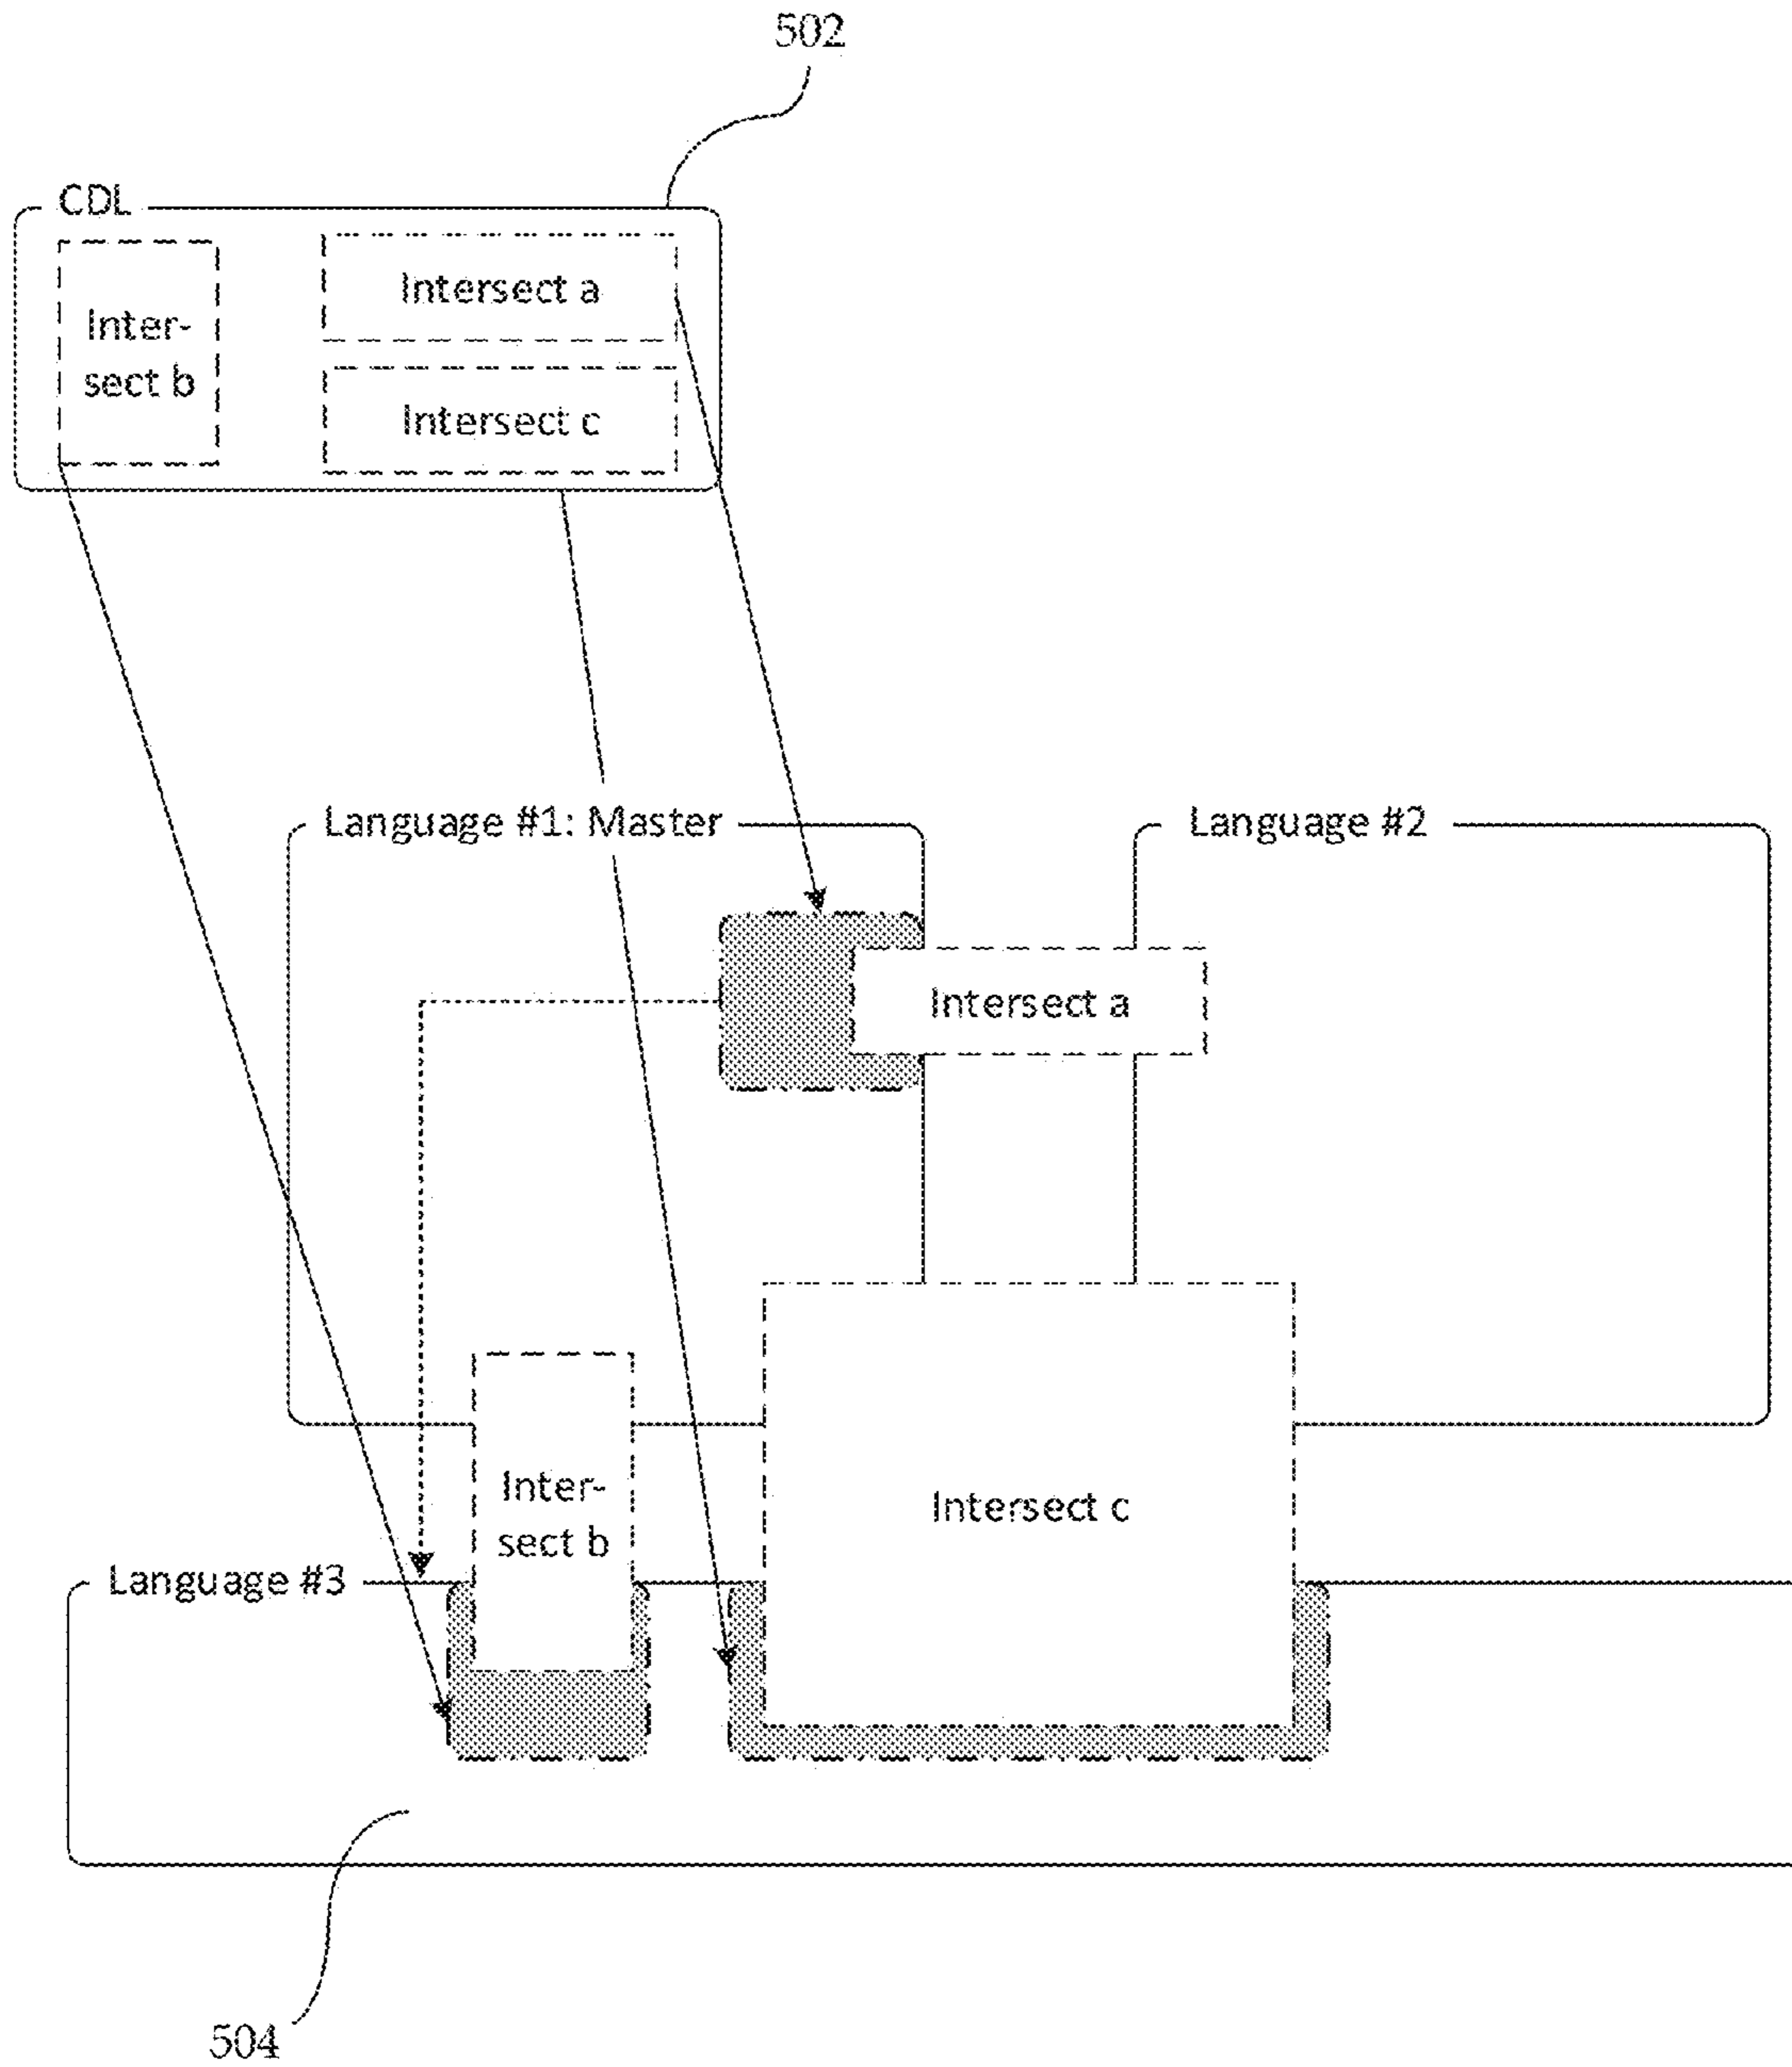 502
CDL
Inter-
sect b
Intersect a
Intersect c
Language #1: Master
Language #2
Intersect a
Inter-
sect b
Intersect c
Language #3
504